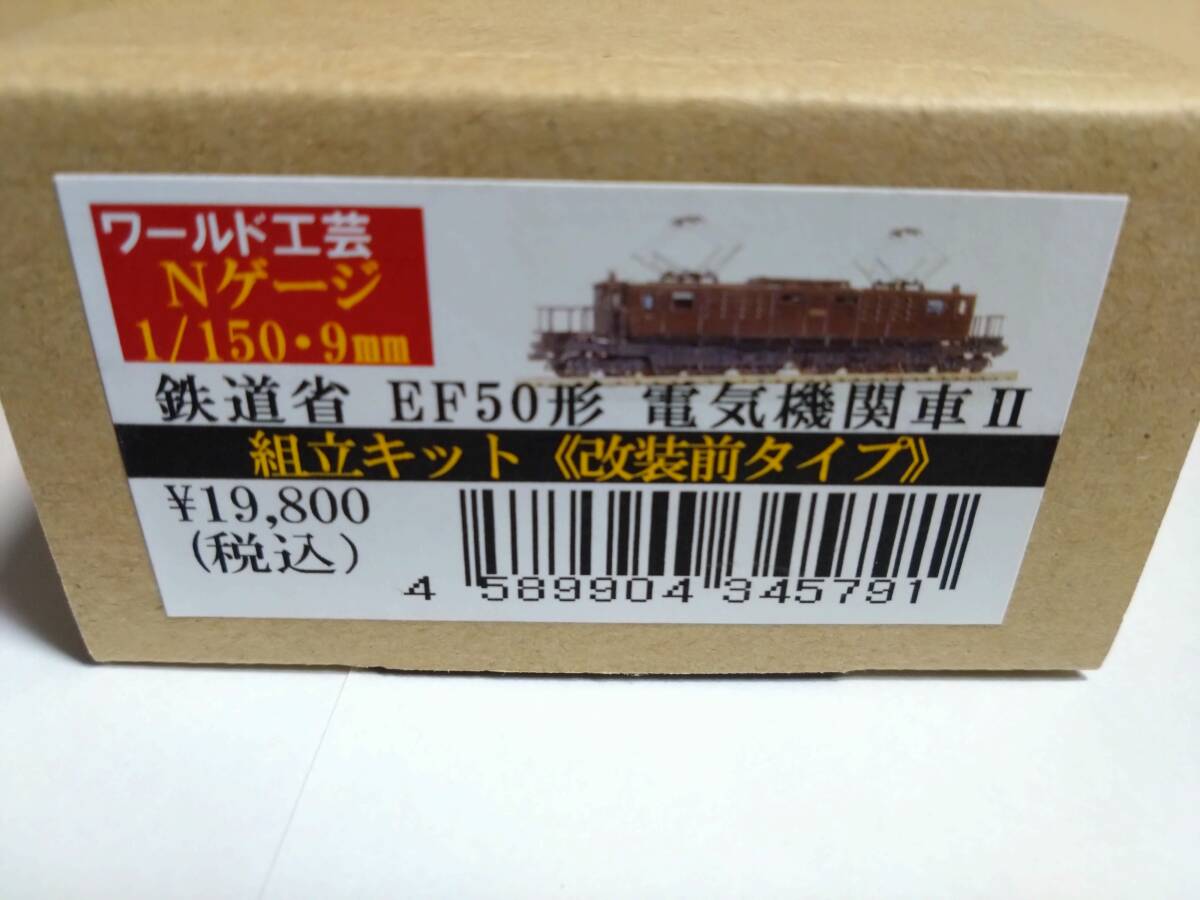 ワールド工芸
Nゲージ
1/150・9mm
鉄道省 EF50形 電気機関車Ⅱ
組立キット《改装前タイプ》
¥19,800
(税込)
4 589904 345791